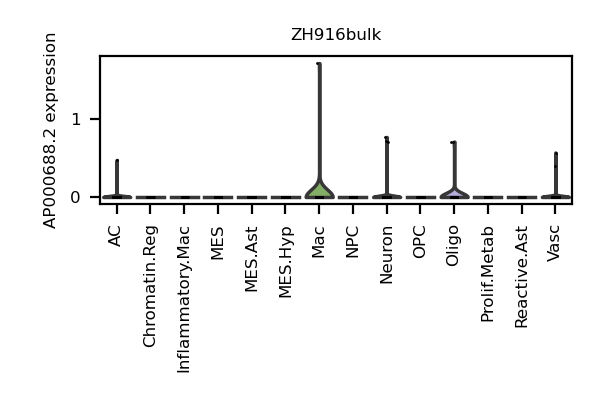 ZH916bulk
AP000688.2 expression
1
0
AC
Chromatin.Reg
Inflammatory.Mac
MES
MES.Ast
MES.Hyp
Mac
NPC
Neuron
OPC
Oligo
Prolif.Metab
Reactive.Ast
Vasc